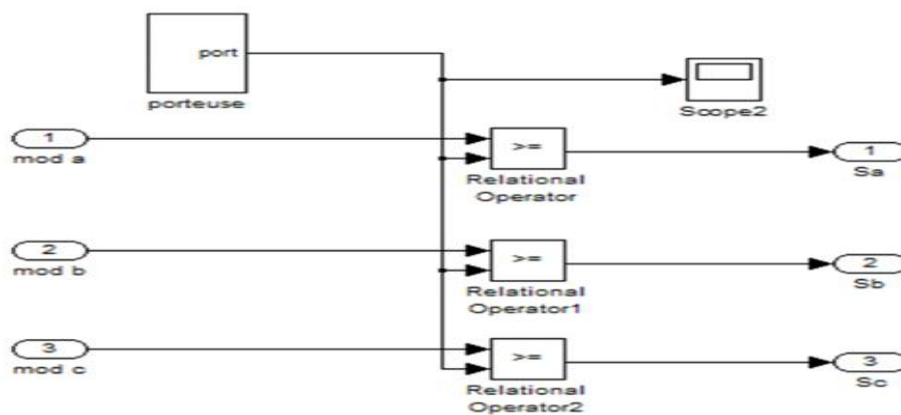 port
porteuse
Scope2
1
mod a
>=
Relational
Operator
1
Sa
2
mod b
>=
Relational
Operator1
2
Sb
3
mod c
>=
Relational
Operator2
3
Sc